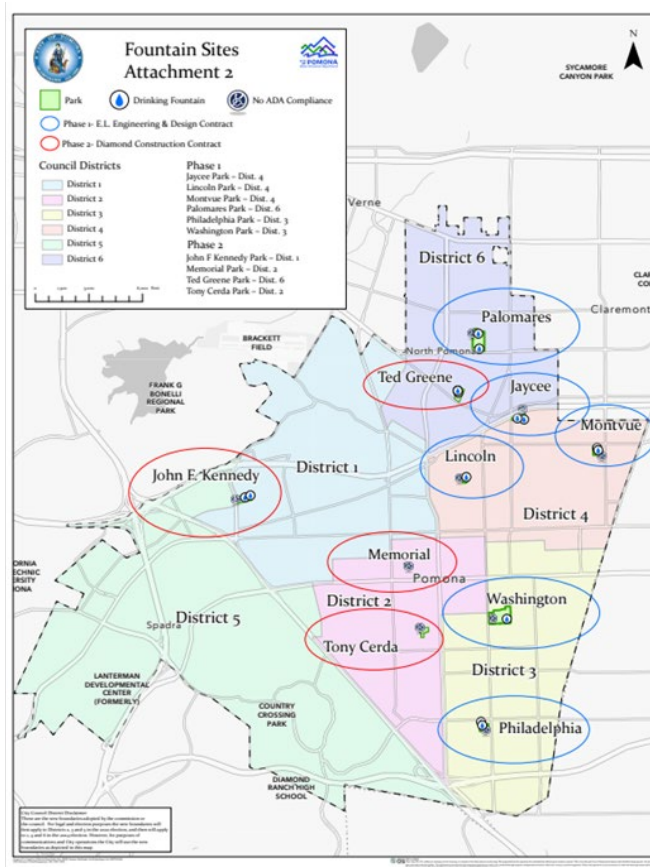 Fountain Sites
Attachment 2
POMONA
Park
Drinking Fountain
No ADA Compliance
Phase 1- E.L. Engineering & Design Contract
Phase 2- Diamond Construction Contract
Council Districts
District 1
District 2
District 3
District 4
District 5
District 6
Phase 1
Jaycee Park – Dist. 4
Lincoln Park – Dist. 4
Montvue Park – Dist. 4
Palomares Park – Dist. 6
Philadelphia Park – Dist. 3
Washington Park – Dist. 3
Phase 2
John F Kennedy Park – Dist. 1
Memorial Park – Dist. 2
Ted Greene Park – Dist. 6
Tony Cerda Park – Dist. 2
N
SYCAMORE
CANYON PARK
Verne
District 6
Claremont
Palomares
BRACKETT
FIELD
North Pomona
FRANK G
BONELLI
REGIONAL
PARK
Ted Greene
Jaycee
Montvue
Lincoln
District 1
John F. Kennedy
District 4
Memorial
Pomona
Washington
District 2
District 5
Spadra
Tony Cerda
District 3
LANTERMAN
DEVELOPMENTAL
CENTER
(FORMERLY)
COUNTRY
CROSSING
PARK
Philadelphia
DIAMOND
RANCH HIGH
SCHOOL
City Council District Disclaimer